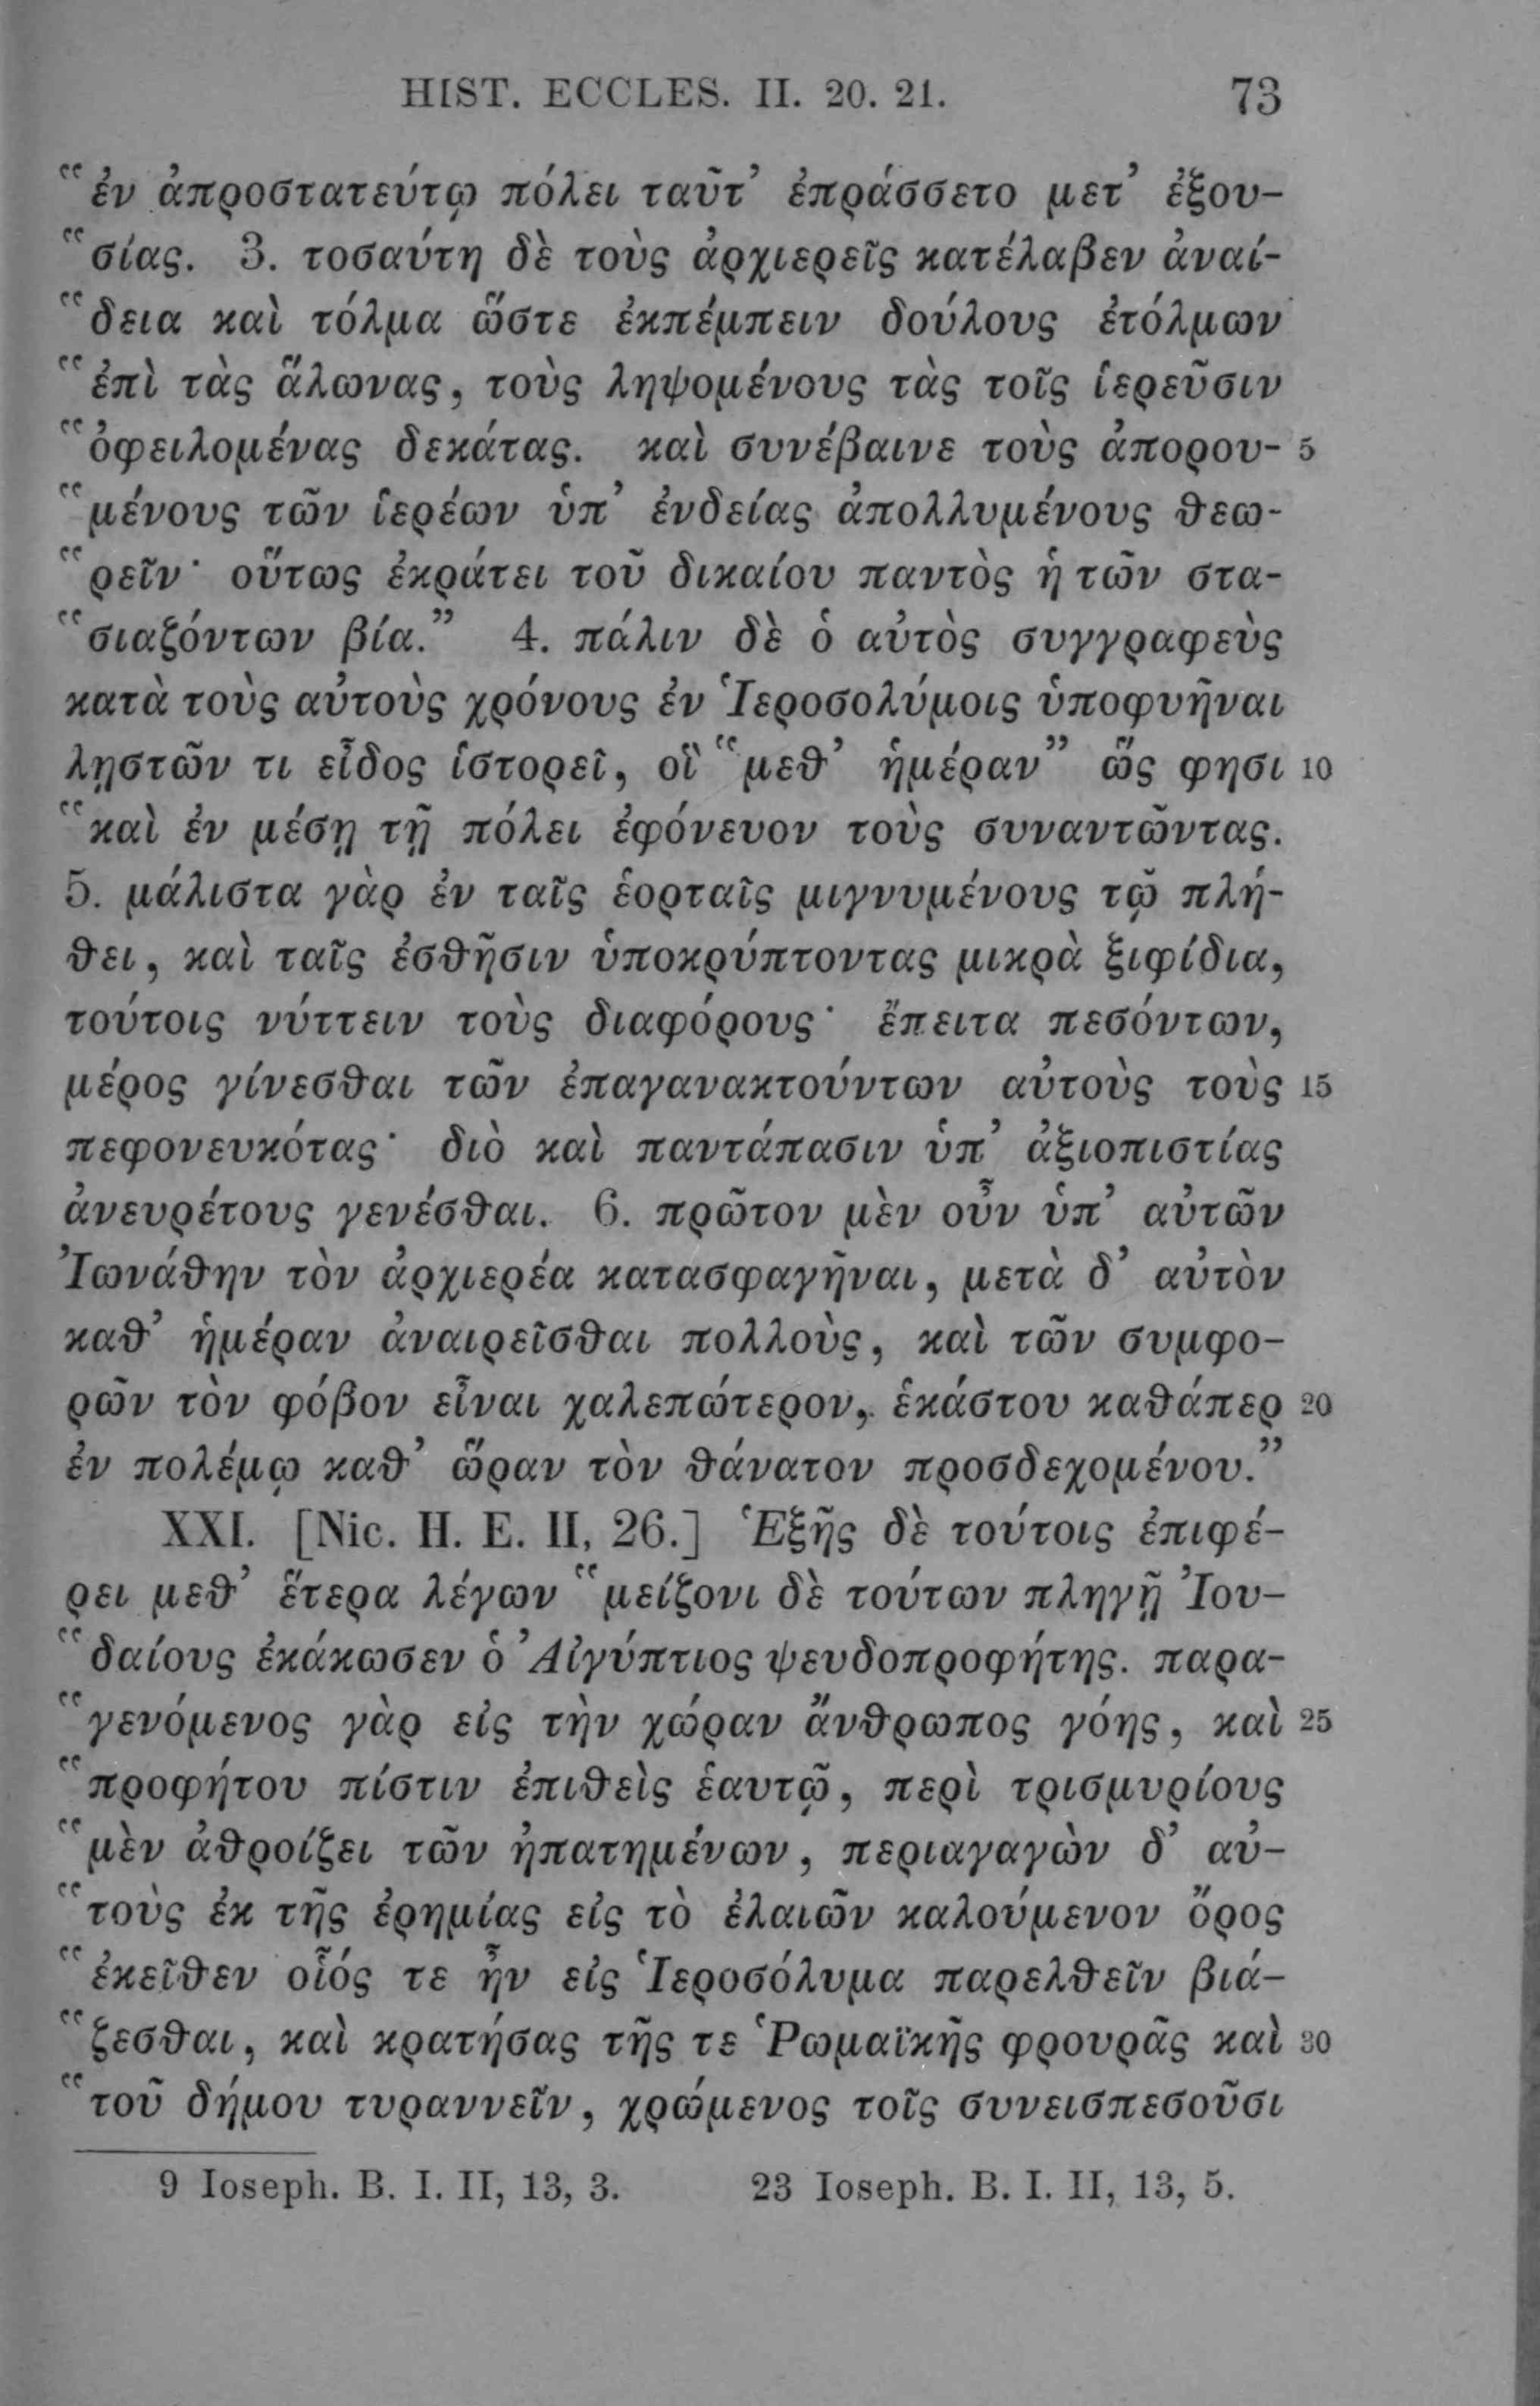 HIST. ECCLES. II. 20. 21. 73
“ἐν ἀπροστατεύτῳ πόλει ταῦτ’ ἐπράσσετο μετ’ ἐξου-
“σίας. 3. τοσαύτη δὲ τοὺς ἀρχιερεῖς κατέλαβεν ἀναί-
“δεια καὶ τόλμα ὥστε ἐκπέμπειν δούλους ἐτόλμων
“ἐπὶ τὰς ἅλωνας, τοὺς ληψομένους τὰς τοῖς ἱερεῦσιν
“ὀφειλομένας δεκάτας. καὶ συνέβαινε τοὺς ἀπορου- 5
“μένους τῶν ἱερέων ὑπ’ ἐνδείας ἀπολλυμένους θεω-
“ρεῖν· οὕτως ἐκράτει τοῦ δικαίου παντὸς ἡ τῶν στα-
“σιαζόντων βία.” 4. πάλιν δὲ ὁ αὐτὸς συγγραφεὺς
κατὰ τοὺς αὐτοὺς χρόνους ἐν Ἱεροσολύμοις ὑποφυῆναι
λῃστῶν τι εἶδος ἱστορεῖ, οἳ “μεθ’ ἡμέραν” ὥς φησι 10
“καὶ ἐν μέσῃ τῇ πόλει ἐφόνευον τοὺς συναντῶντας.
5. μάλιστα γὰρ ἐν ταῖς ἑορταῖς μιγνυμένους τῷ πλή-
θει, καὶ ταῖς ἐσθῆσιν ὑποκρύπτοντας μικρὰ ξιφίδια,
τούτοις νύττειν τοὺς διαφόρους· ἔπειτα πεσόντων,
μέρος γίνεσθαι τῶν ἐπαγανακτούντων αὐτοὺς τοὺς 15
πεφονευκότας· διὸ καὶ παντάπασιν ὑπ’ ἀξιοπιστίας
ἀνευρέτους γενέσθαι. 6. πρῶτον μὲν οὖν ὑπ’ αὐτῶν
Ἰωνάθην τὸν ἀρχιερέα κατασφαγῆναι, μετὰ δ’ αὐτὸν
καθ’ ἡμέραν ἀναιρεῖσθαι πολλοὺς, καὶ τῶν συμφο-
ρῶν τὸν φόβον εἶναι χαλεπώτερον, ἑκάστου καθάπερ 20
ἐν πολέμῳ καθ’ ὥραν τὸν θάνατον προσδεχομένου.”
XXI. [Nic. H. E. II, 26.] Ἑξῆς δὲ τούτοις ἐπιφέ-
ρει μεθ’ ἕτερα λέγων “μείζονι δὲ τούτων πληγῇ Ἰου-
“δαίους ἐκάκωσεν ὁ Αἰγύπτιος ψευδοπροφήτης. παρα-
“γενόμενος γὰρ εἰς τὴν χώραν ἄνθρωπος γόης, καὶ 25
“προφήτου πίστιν ἐπιθεὶς ἑαυτῷ, περὶ τρισμυρίους
“μὲν ἀθροίζει τῶν ἠπατημένων, περιαγαγὼν δ’ αὐ-
“τοὺς ἐκ τῆς ἐρημίας εἰς τὸ ἐλαιῶν καλούμενον ὄρος
“ἐκεῖθεν οἷός τε ἦν εἰς Ἱεροσόλυμα παρελθεῖν βιά-
“ζεσθαι, καὶ κρατήσας τῆς τε Ῥωμαϊκῆς φρουρᾶς καὶ 30
“τοῦ δήμου τυραννεῖν, χρώμενος τοῖς συνεισπεσοῦσι
9 Ioseph. B. I. II, 13, 3. 23 Ioseph. B. I. II, 13, 5.